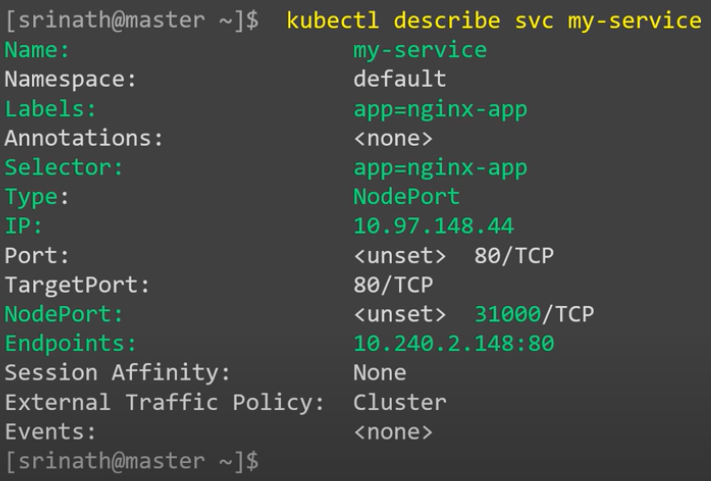 [srinath@master ~]$ kubectl describe svc my-service
Name: my-service
Namespace: default
Labels: app=nginx-app
Annotations: <none>
Selector: app=nginx-app
Type: NodePort
IP: 10.97.148.44
Port: <unset> 80/TCP
TargetPort: 80/TCP
NodePort: <unset> 31000/TCP
Endpoints: 10.240.2.148:80
Session Affinity: None
External Traffic Policy: Cluster
Events: <none>
[srinath@master ~]$